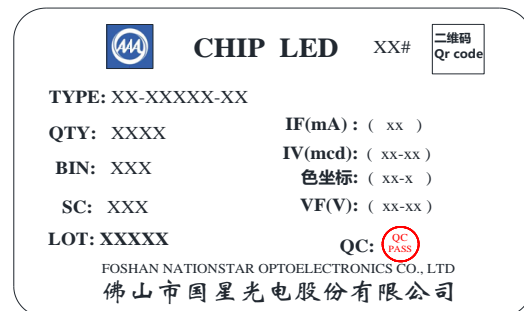 AAA CHIP LED XX# 二维码
Qr code
TYPE: XX-XXXXX-XX
QTY: XXXX IF(mA) : ( xx )
IV(mcd): ( xx-xx )
BIN: XXX 色坐标: ( xx-x )
SC: XXX VF(V): ( xx-xx )
LOT: XXXXX QC: QC
PASS
FOSHAN NATIONSTAR OPTOELECTRONICS CO., LTD
佛山市国星光电股份有限公司